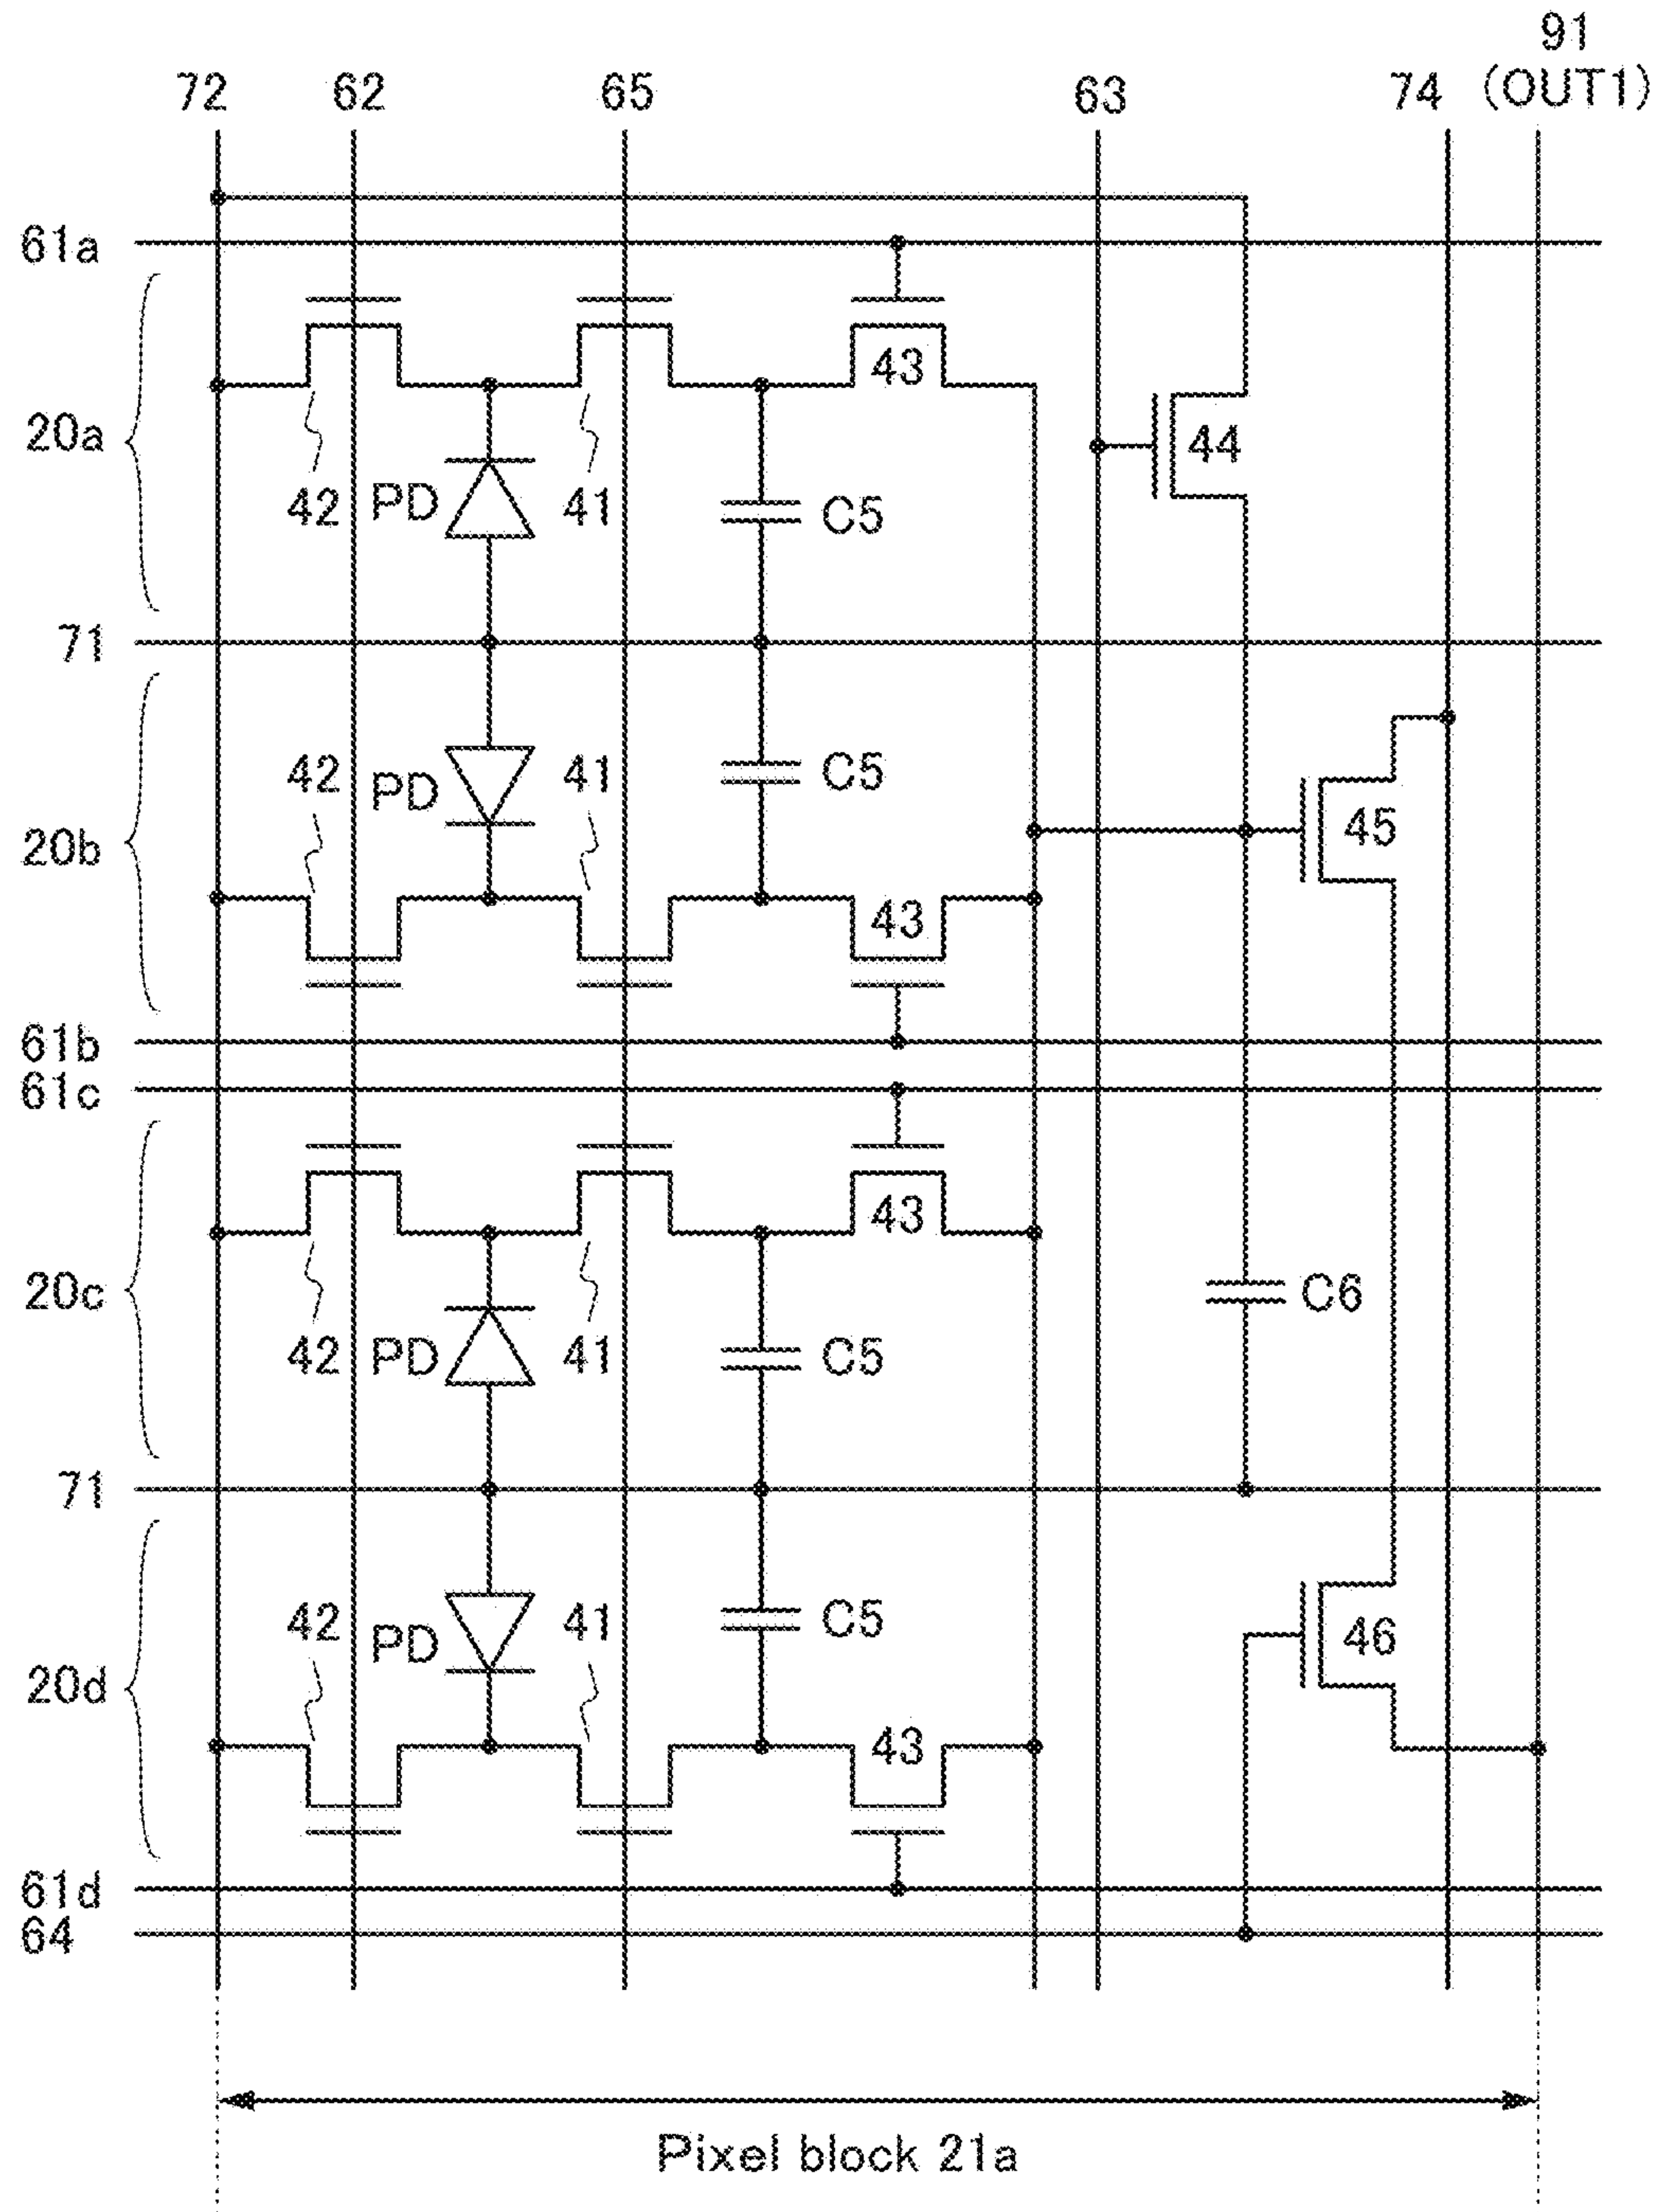 91
72 62 65 63 74 (OUT1)
61a
43
20a
44
42 PD 41 C5
71
42 PD 41 C5
45
20b
43
61b
61c
43
20c
C6
42 PD 41 C5
71
42 PD 41 C5
46
20d
43
61d
64
Pixel block 21a